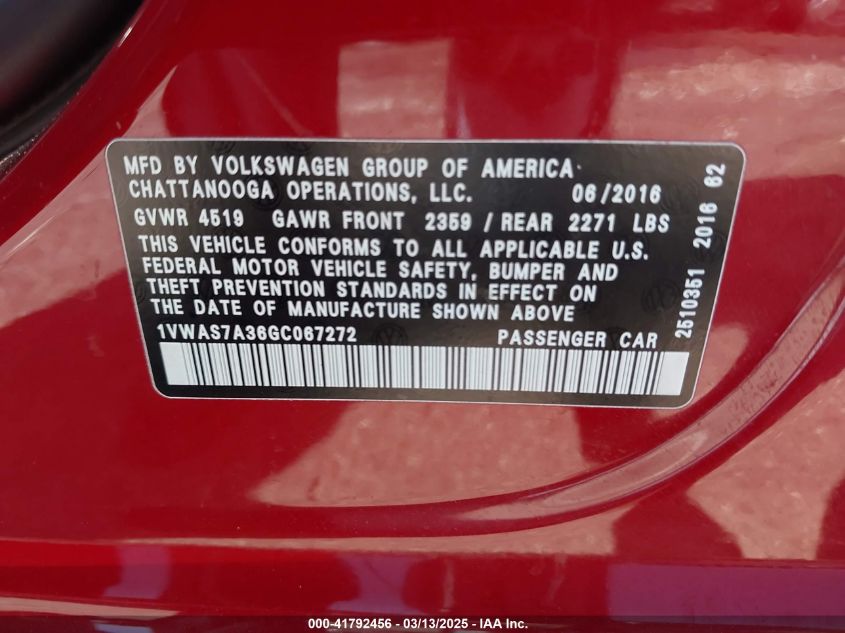 MFD BY VOLKSWAGEN GROUP OF AMERICA
CHATTANOOGA OPERATIONS, LLC. 06/2016
GVWR 4519 GAWR FRONT 2359 / REAR 2271 LBS
THIS VEHICLE CONFORMS TO ALL APPLICABLE U.S.
FEDERAL MOTOR VEHICLE SAFETY, BUMPER AND
THEFT PREVENTION STANDARDS IN EFFECT ON
THE DATE OF MANUFACTURE SHOWN ABOVE
1VWAS7A36GC067272 PASSENGER CAR
2510351 2016 62
000-41792456 - 03/13/2025 - IAA Inc.